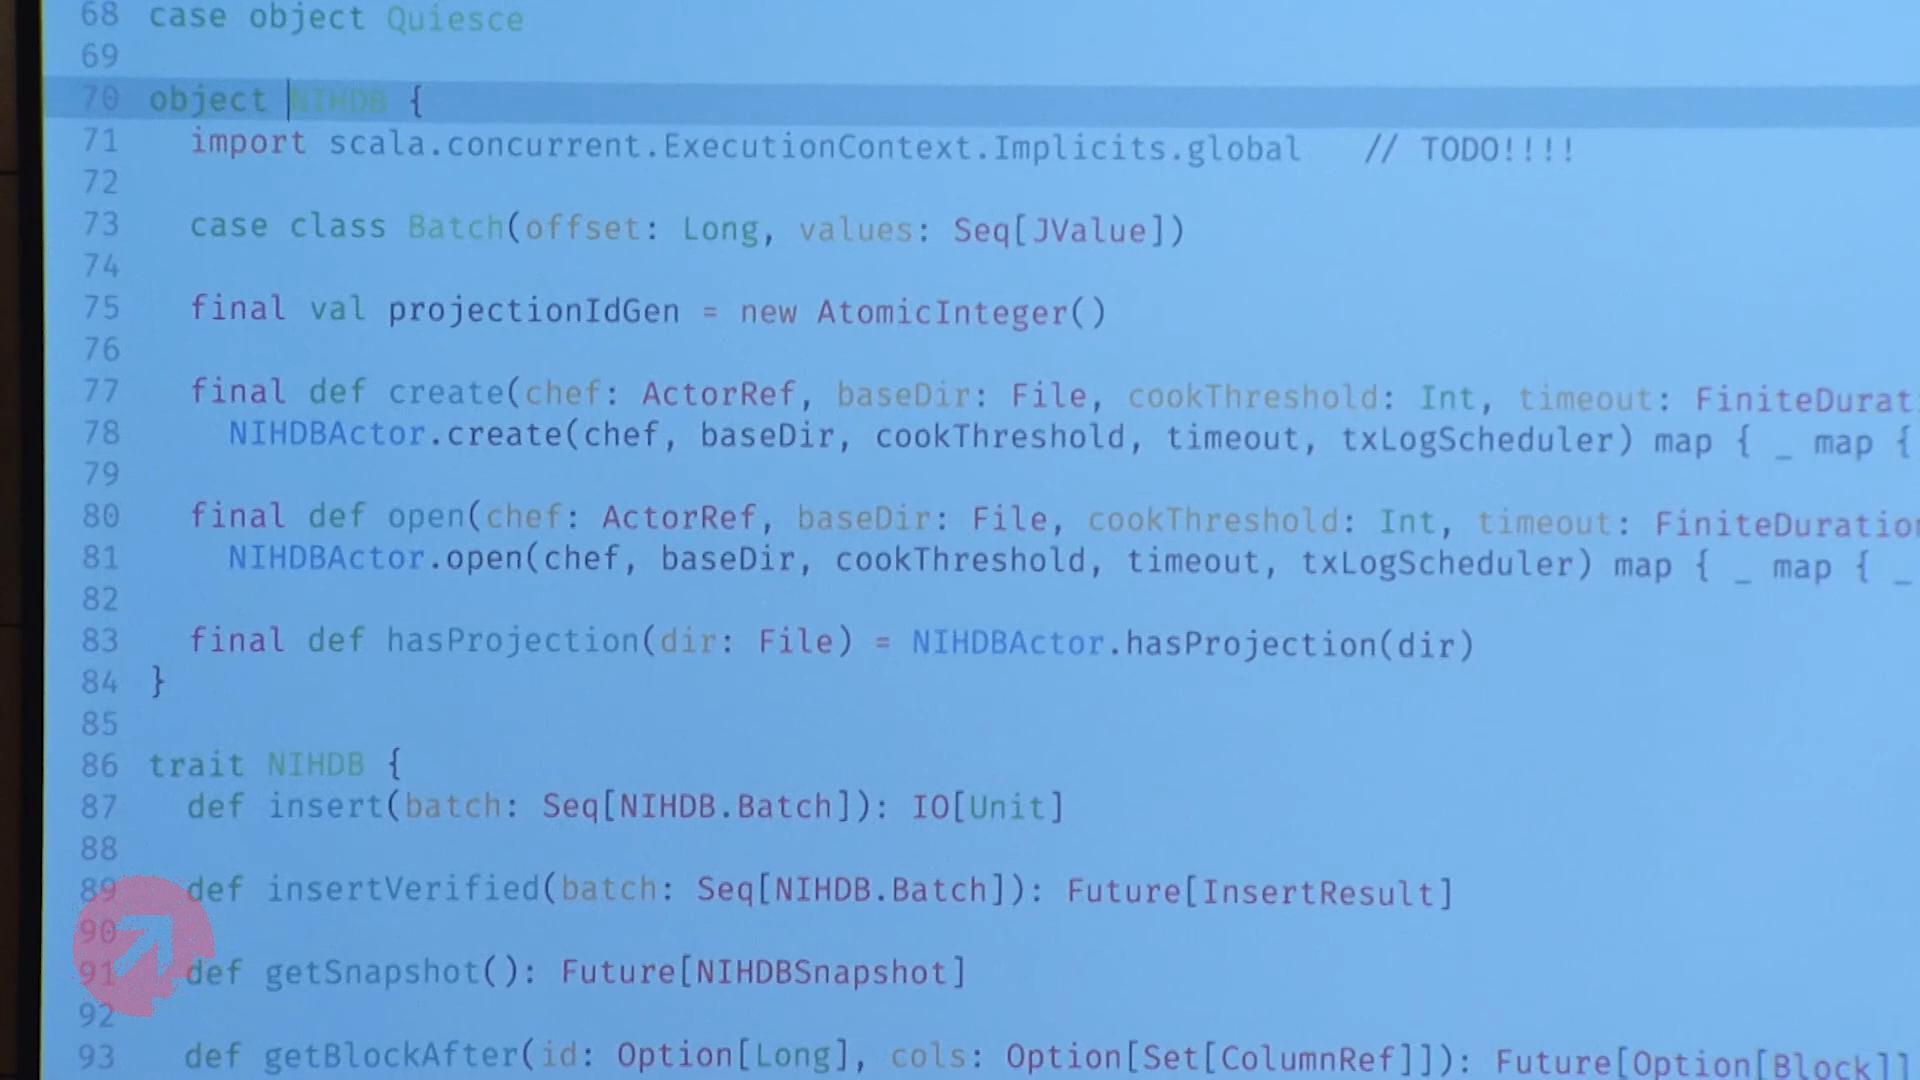 68 case object Quiesce
69
70 object NIHDB {
71 import scala.concurrent.ExecutionContext.Implicits.global // TODO!!!!
72
73 case class Batch(offset: Long, values: Seq[JValue])
74
75 final val projectionIdGen = new AtomicInteger()
76
77 final def create(chef: ActorRef, baseDir: File, cookThreshold: Int, timeout: FiniteDurat
78 NIHDBActor.create(chef, baseDir, cookThreshold, timeout, txLogScheduler) map { _ map {
79
80 final def open(chef: ActorRef, baseDir: File, cookThreshold: Int, timeout: FiniteDuration
81 NIHDBActor.open(chef, baseDir, cookThreshold, timeout, txLogScheduler) map { _ map { _
82
83 final def hasProjection(dir: File) = NIHDBActor.hasProjection(dir)
84 }
85
86 trait NIHDB {
87 def insert(batch: Seq[NIHDB.Batch]): IO[Unit]
88
89 def insertVerified(batch: Seq[NIHDB.Batch]): Future[InsertResult]
90
91 def getSnapshot(): Future[NIHDBSnapshot]
92
93 def getBlockAfter(id: Option[Long], cols: Option[Set[ColumnRef]]): Future[Option[Block]]